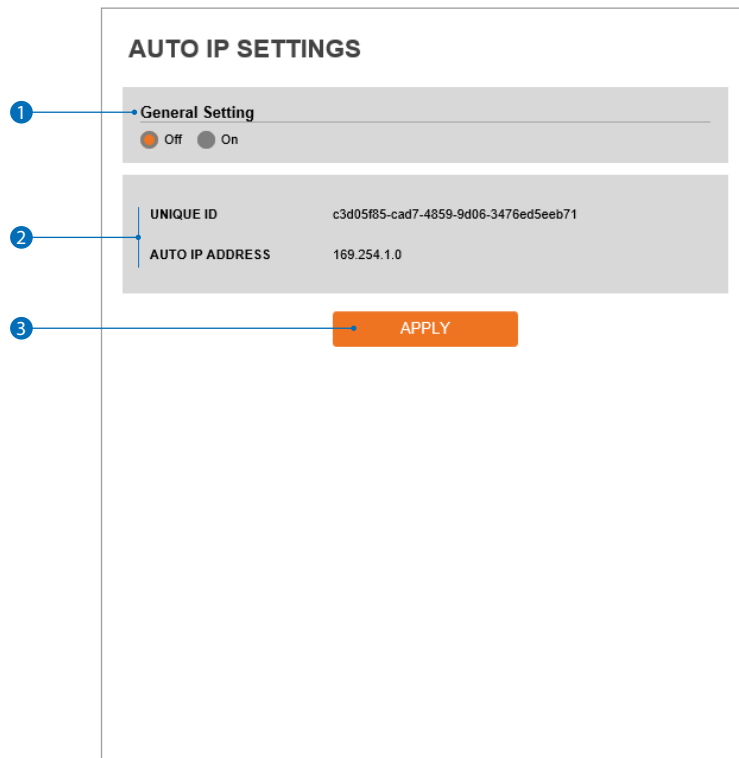 AUTO IP SETTINGS
1 General Setting
Off On
UNIQUE ID c3d05f85-cad7-4859-9d06-3476ed5eeb71
2
AUTO IP ADDRESS 169.254.1.0
3 APPLY